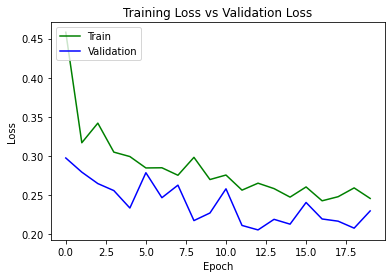 Training Loss vs Validation Loss
Train
Validation
0.45
0.40
0.35
0.30
0.25
0.20
Loss
0.0 2.5 5.0 7.5 10.0 12.5 15.0 17.5
Epoch